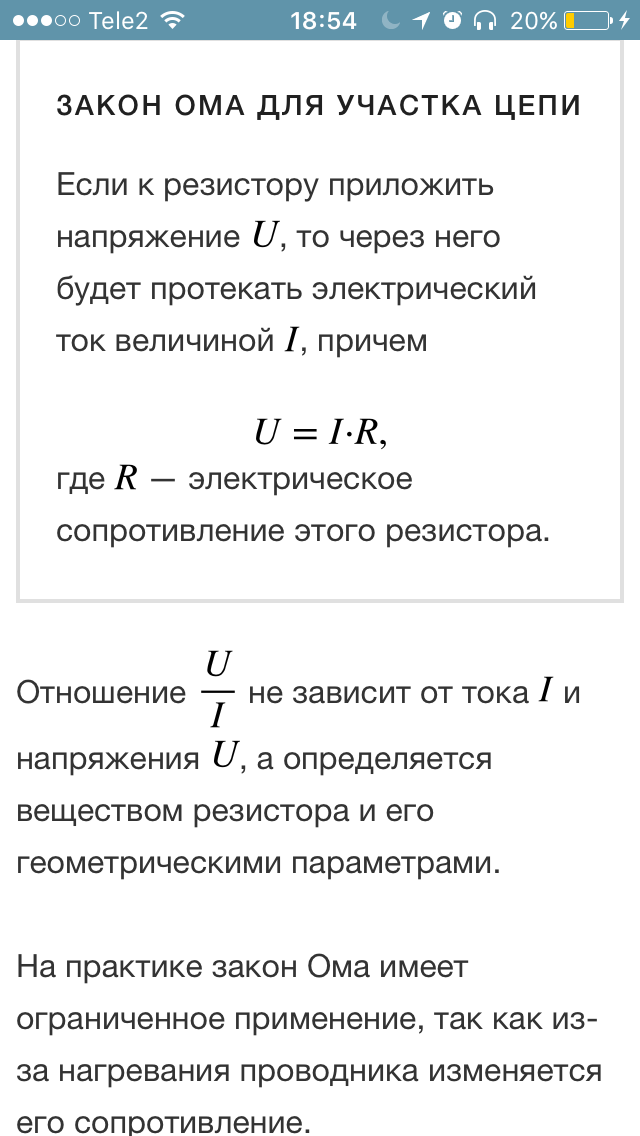 Tele2 18:54 20%
ЗАКОН ОМА ДЛЯ УЧАСТКА ЦЕПИ
Если к резистору приложить
напряжение U, то через него
будет протекать электрический
ток величиной I, причем
U = I·R,
где R — электрическое
сопротивление этого резистора.
Отношение U/I не зависит от тока I и
напряжения U, а определяется
веществом резистора и его
геометрическими параметрами.
На практике закон Ома имеет
ограниченное применение, так как из-
за нагревания проводника изменяется
его сопротивление.